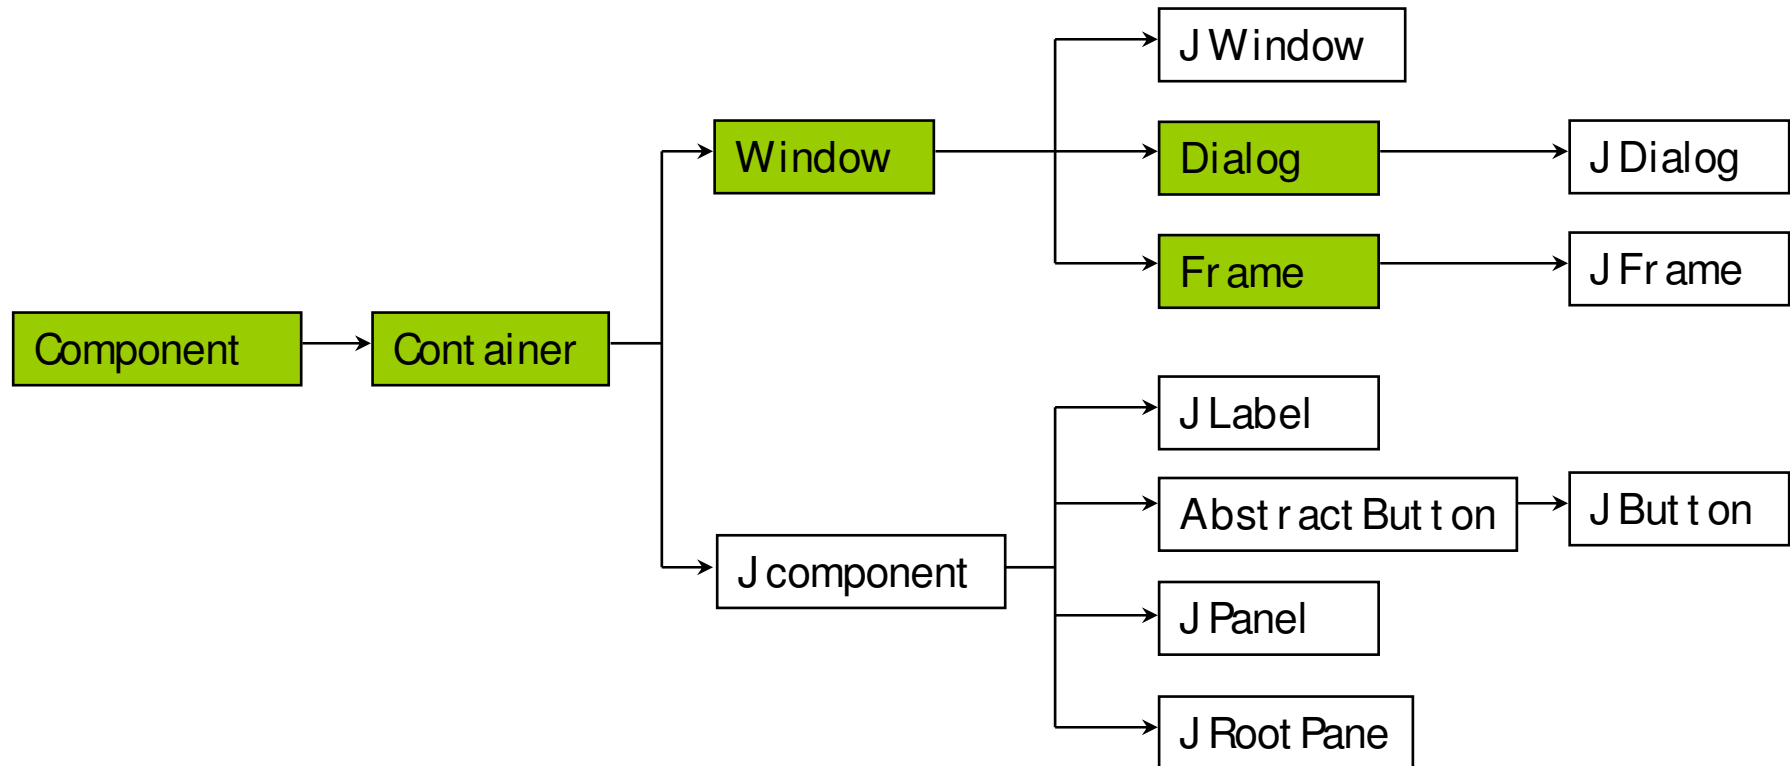 JWindow
Window
Dialog
JDialog
Frame
JFrame
Component
Container
JLabel
AbstractButton
JButton
Jcomponent
JPanel
JRootPane